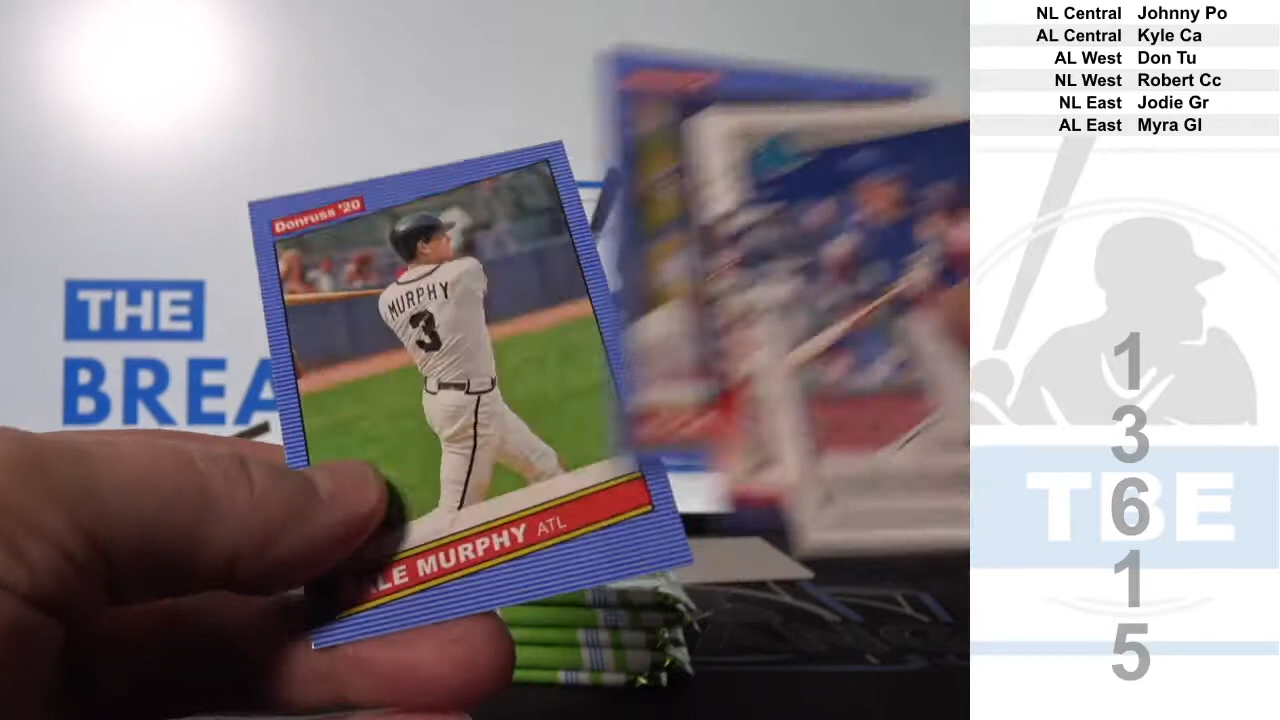 NL Central Johnny Po
AL Central Kyle Ca
AL West Don Tu
NL West Robert Cc
NL East Jodie Gr
AL East Myra Gl
Donruss '20
MURPHY
3
LE MURPHY ATL
THE
BREA
1
3
6
1
5
TBE